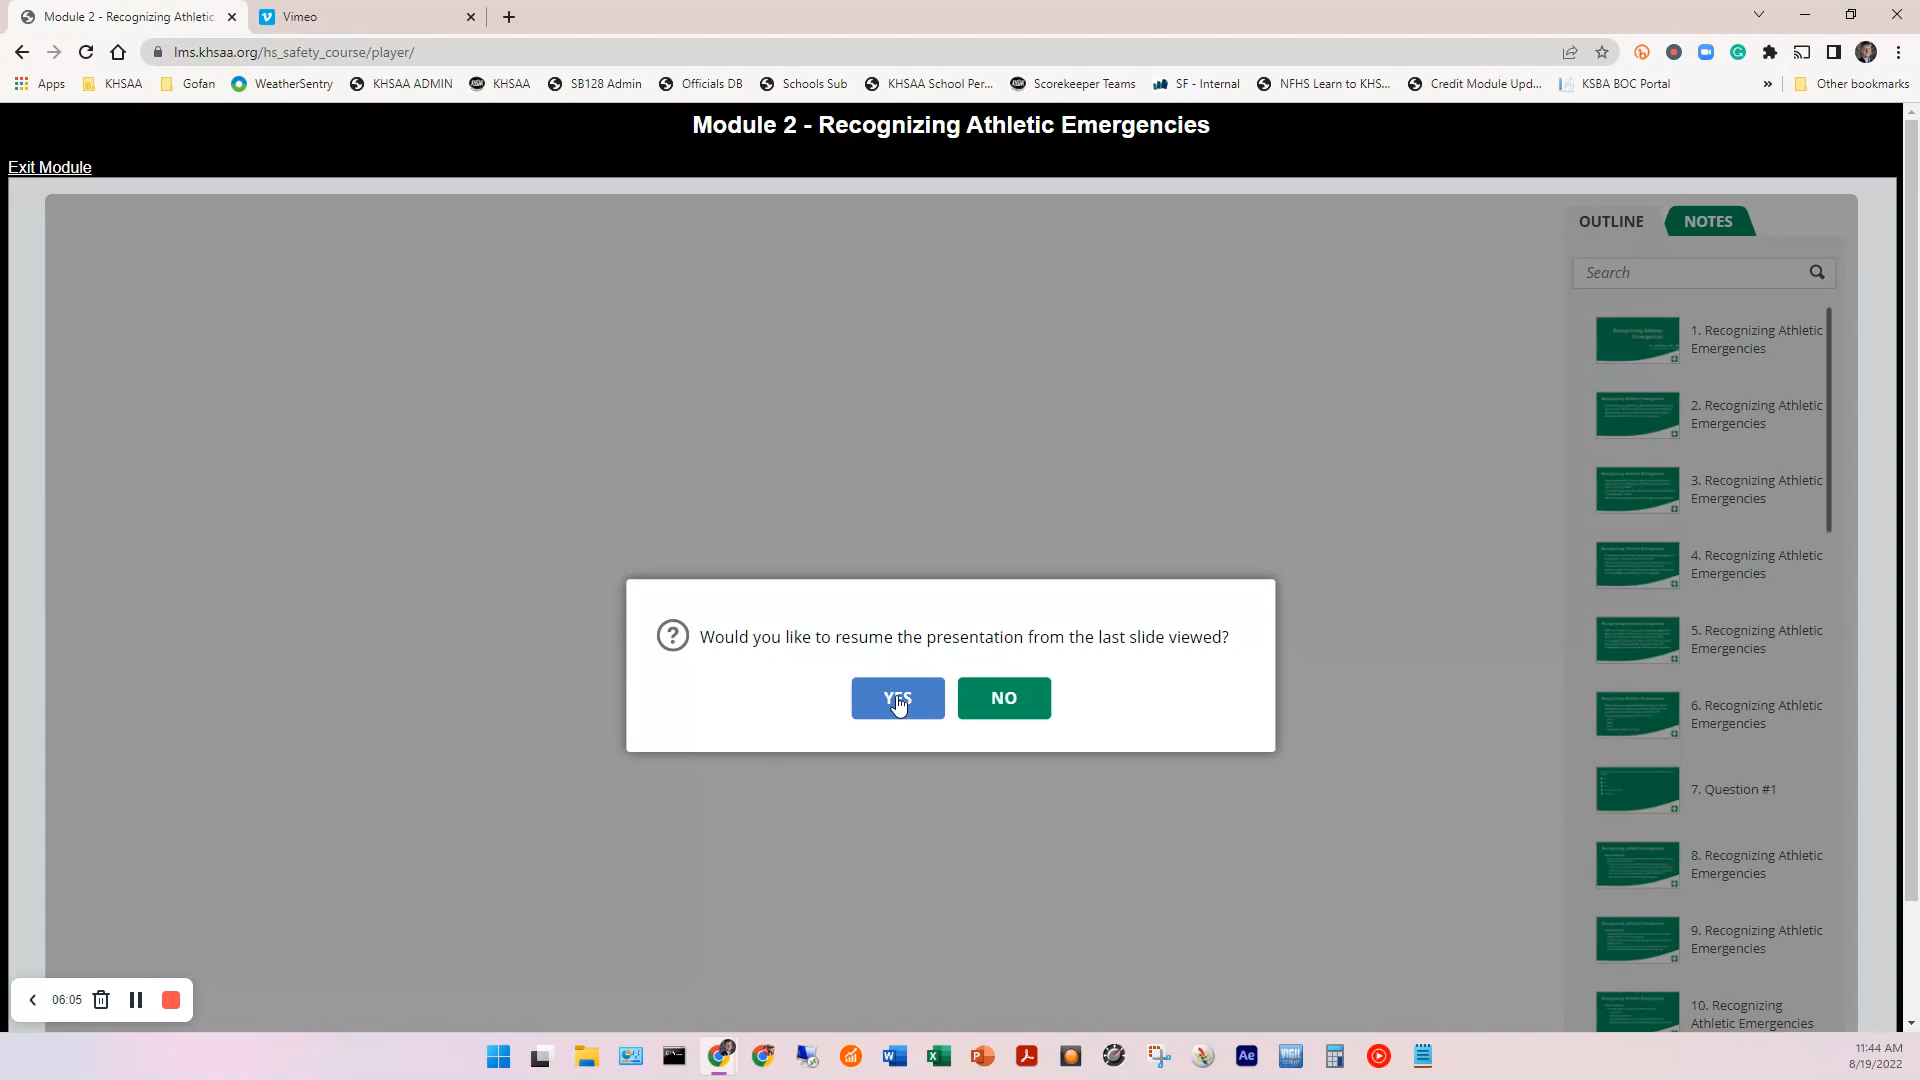 Module 2 - Recognizing Athletic
Vimeo
lms.khsaa.org/hs_safety_course/player/
Apps
KHSAA
Gofan
WeatherSentry
KHSAA ADMIN
KHSAA
SB128 Admin
Officials DB
Schools Sub
KHSAA School Per...
Scorekeeper Teams
SF - Internal
NFHS Learn to KHS...
Credit Module Upd...
KSBA BOC Portal
»
Other bookmarks
Module 2 - Recognizing Athletic Emergencies
Exit Module
OUTLINE
NOTES
Search
1. Recognizing Athletic
Emergencies
2. Recognizing Athletic
Emergencies
3. Recognizing Athletic
Emergencies
4. Recognizing Athletic
Emergencies
5. Recognizing Athletic
Emergencies
6. Recognizing Athletic
Emergencies
7. Question #1
8. Recognizing Athletic
Emergencies
9. Recognizing Athletic
Emergencies
10. Recognizing
Athletic Emergencies
Would you like to resume the presentation from the last slide viewed?
YES
NO
06:05
11:44 AM
8/19/2022